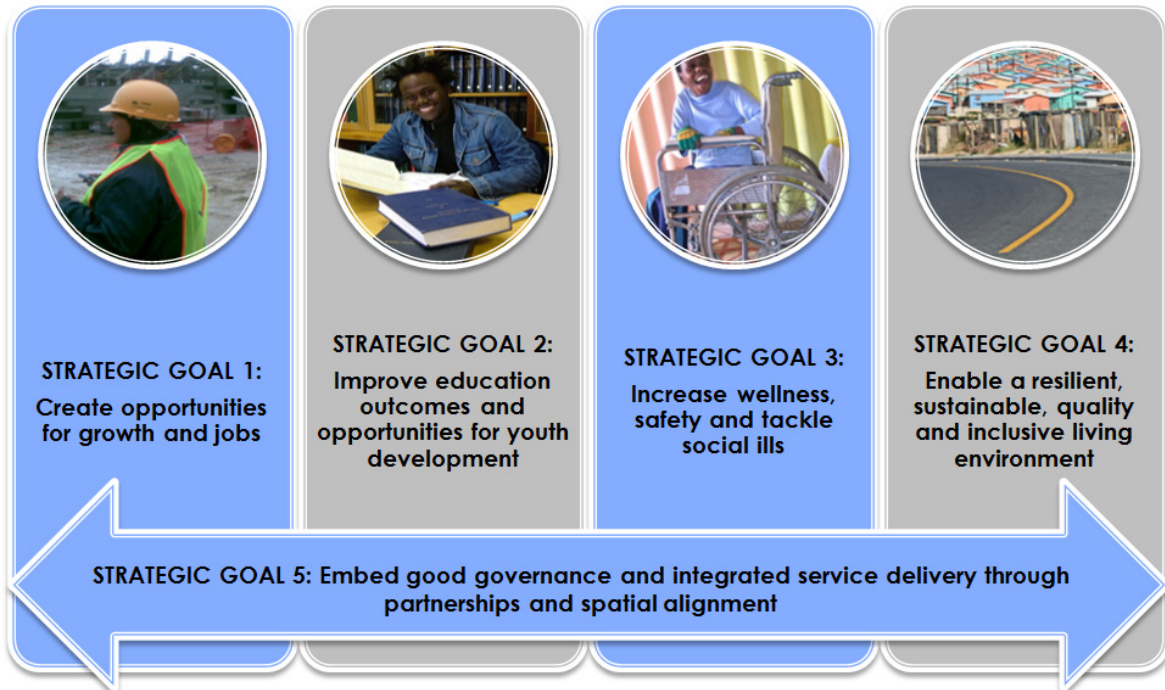 STRATEGIC GOAL 1:
Create opportunities
for growth and jobs
STRATEGIC GOAL 2:
Improve education
outcomes and
opportunities for youth
development
STRATEGIC GOAL 3:
Increase wellness,
safety and tackle
social ills
STRATEGIC GOAL 4:
Enable a resilient,
sustainable, quality
and inclusive living
environment
STRATEGIC GOAL 5: Embed good governance and integrated service delivery through
partnerships and spatial alignment